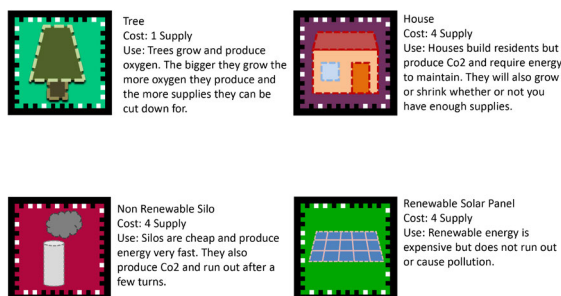 Tree
Cost: 1 Supply
Use: Trees grow and produce
oxygen. The bigger they grow the
more oxygen they produce and
the more supplies they can be
cut down for.
House
Cost: 4 Supply
Use: Houses build residents but
produce Co2 and require energy
to maintain. They will also grow
or shrink whether or not you
have enough supplies.
Non Renewable Silo
Cost: 4 Supply
Use: Silos are cheap and produce
energy very fast. They also
produce Co2 and run out after a
few turns.
Renewable Solar Panel
Cost: 4 Supply
Use: Renewable energy is
expensive but does not run out
or cause pollution.